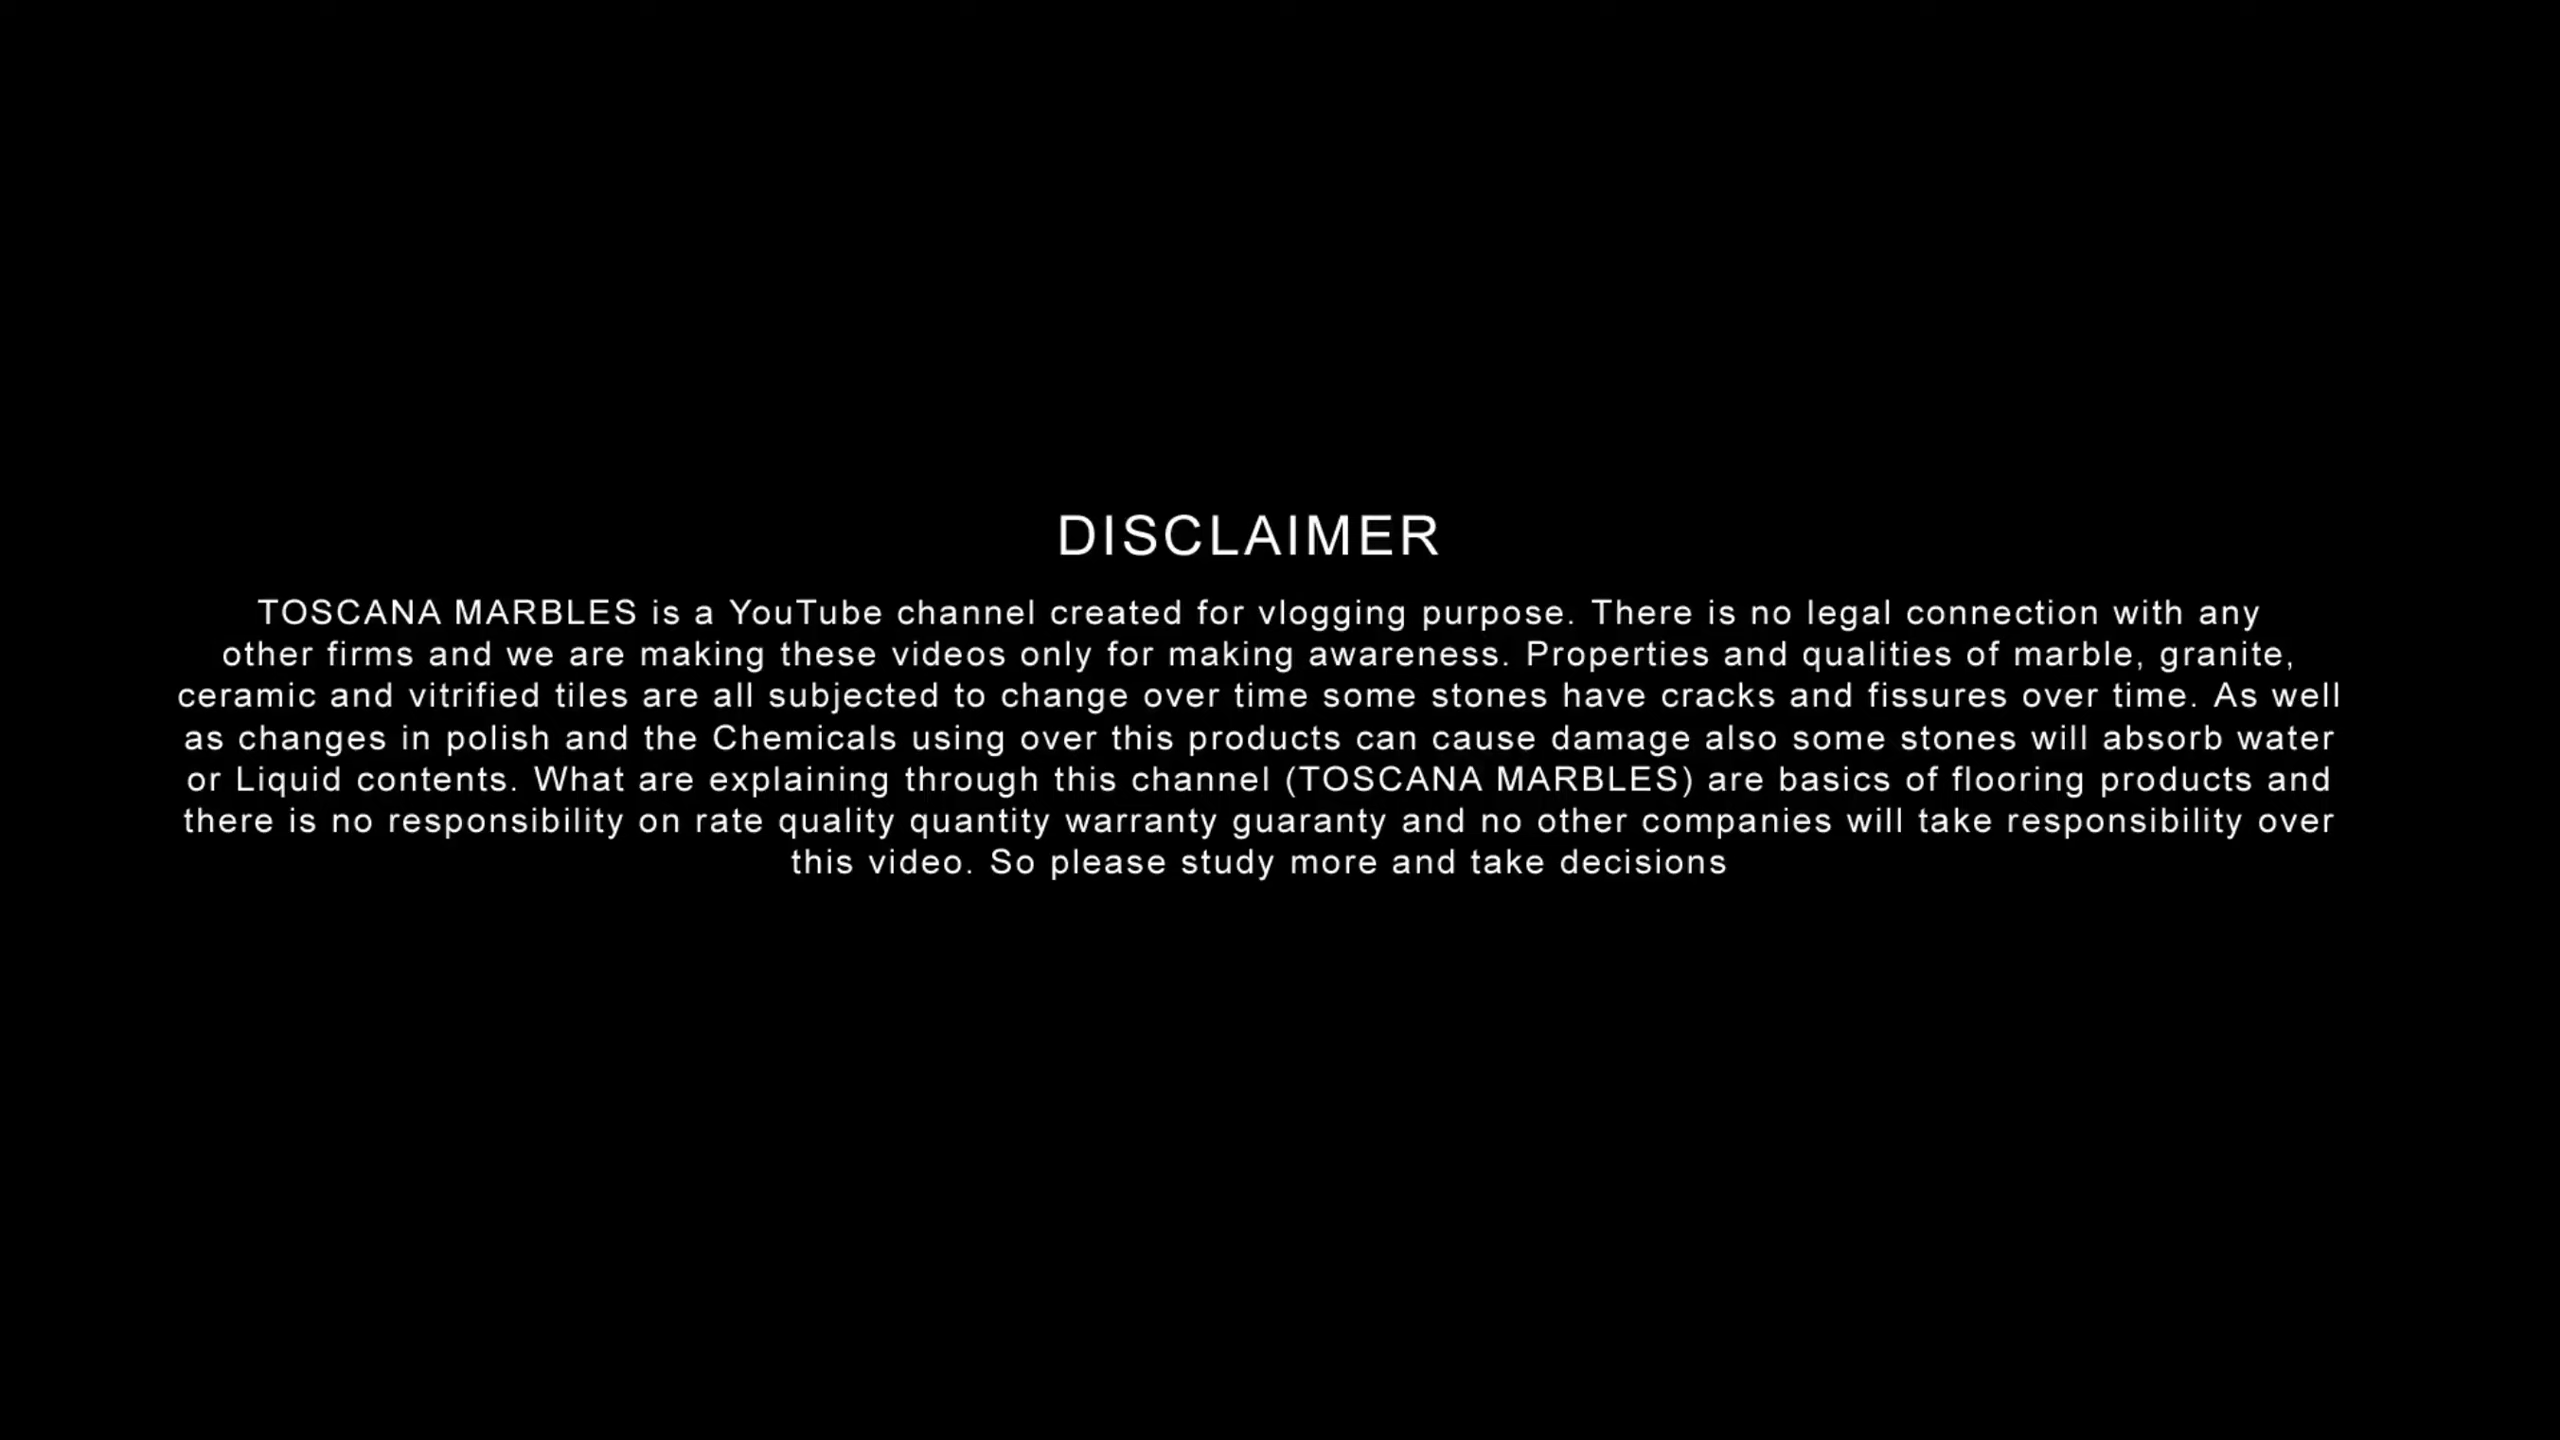 DISCLAIMER
TOSCANA MARBLES is a YouTube channel created for vlogging purpose. There is no legal connection with any
other firms and we are making these videos only for making awareness. Properties and qualities of marble, granite,
ceramic and vitrified tiles are all subjected to change over time some stones have cracks and fissures over time. As well
as changes in polish and the Chemicals using over this products can cause damage also some stones will absorb water
or Liquid contents. What are explaining through this channel (TOSCANA MARBLES) are basics of flooring products and
there is no responsibility on rate quality quantity warranty guaranty and no other companies will take responsibility over
this video. So please study more and take decisions